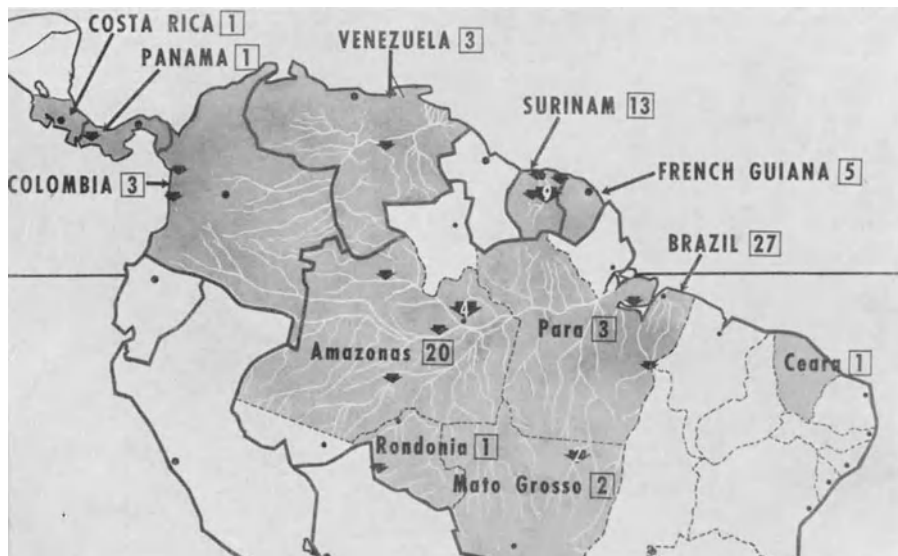 COSTA RICA 1
PANAMA 1
VENEZUELA 3
SURINAM 13
COLOMBIA 3
9
FRENCH GUIANA 5
BRAZIL 27
4
Para 3
Amazonas 20
Ceara 1
Rondonia 1
Mato Grosso 2